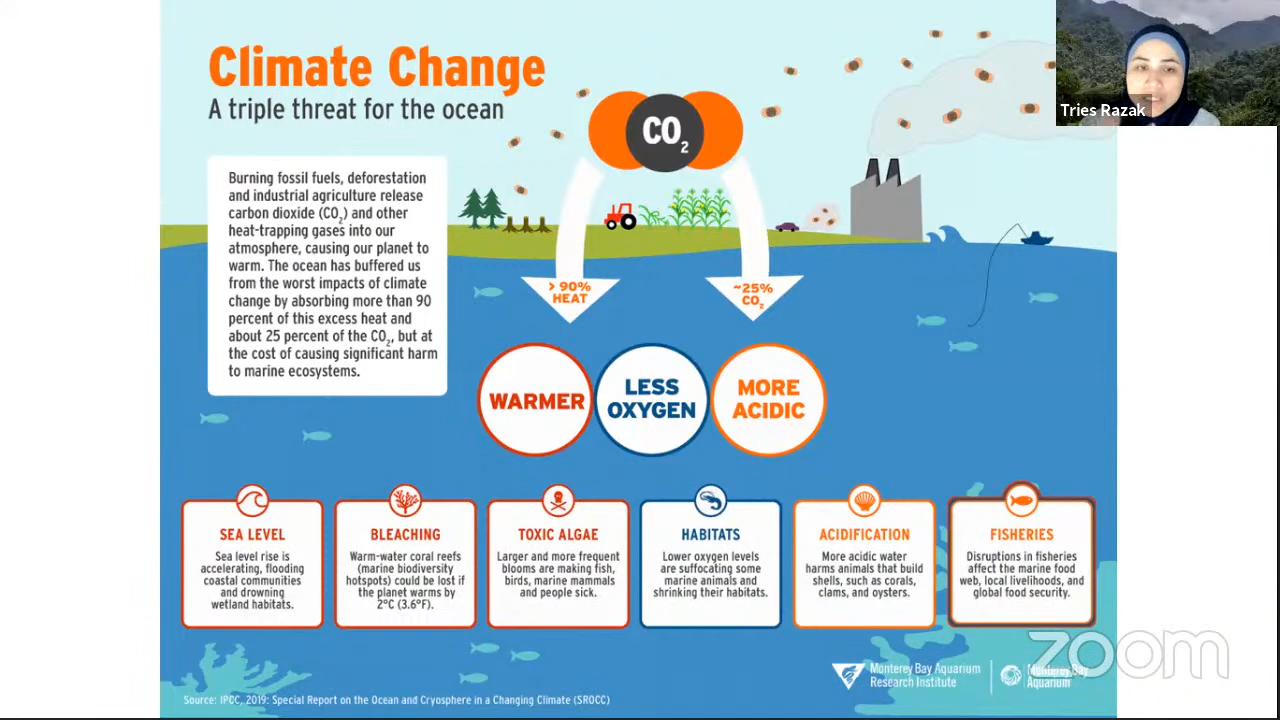 Climate Change
A triple threat for the ocean
Tries Razak
CO2
Burning fossil fuels, deforestation
and industrial agriculture release
carbon dioxide (CO2) and other
heat-trapping gases into our
atmosphere, causing our planet to
warm. The ocean has buffered us
from the worst impacts of climate
change by absorbing more than 90
percent of this excess heat and
about 25 percent of the CO2, but at
the cost of causing significant harm
to marine ecosystems.
> 90%
HEAT
~25%
CO2
WARMER
LESS
OXYGEN
MORE
ACIDIC
SEA LEVEL
Sea level rise is
accelerating, flooding
coastal communities
and drowning
wetland habitats.
BLEACHING
Warm-water coral reefs
(marine biodiversity
hotspots) could be lost if
the planet warms by
2°C (3.6°F).
TOXIC ALGAE
Larger and more frequent
blooms are making fish,
birds, marine mammals
and people sick.
HABITATS
Lower oxygen levels
are suffocating some
marine animals and
shrinking their habitats.
ACIDIFICATION
More acidic water
harms animals that build
shells, such as corals,
clams, and oysters.
FISHERIES
Disruptions in fisheries
affect the marine food
web, local livelihoods, and
global food security.
Monterey Bay Aquarium
Research Institute
Monterey Bay
Aquarium
zoom
Source: IPCC, 2019: Special Report on the Ocean and Cryosphere in a Changing Climate (SROCC)